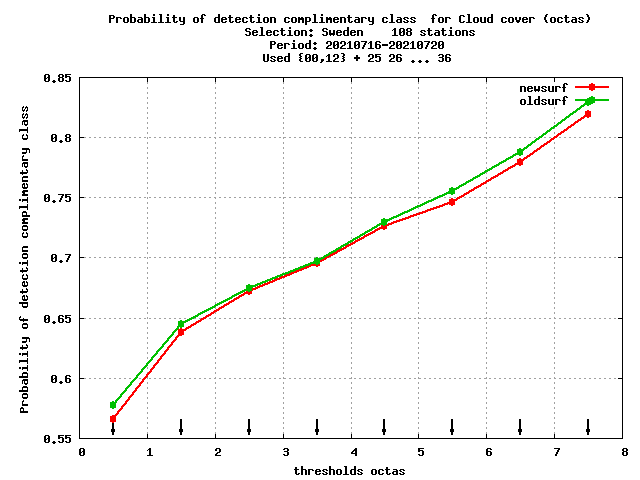 Probability of detection complimentary class  for Cloud cover (octas)
Selection: Sweden    108 stations
Period: 20210716-20210720
Used {00,12} + 25 26 ... 36
newsurf
oldsurf
Probability of detection complimentary class
0.85
0.8
0.75
0.7
0.65
0.6
0.55
0 1 2 3 4 5 6 7 8
thresholds octas